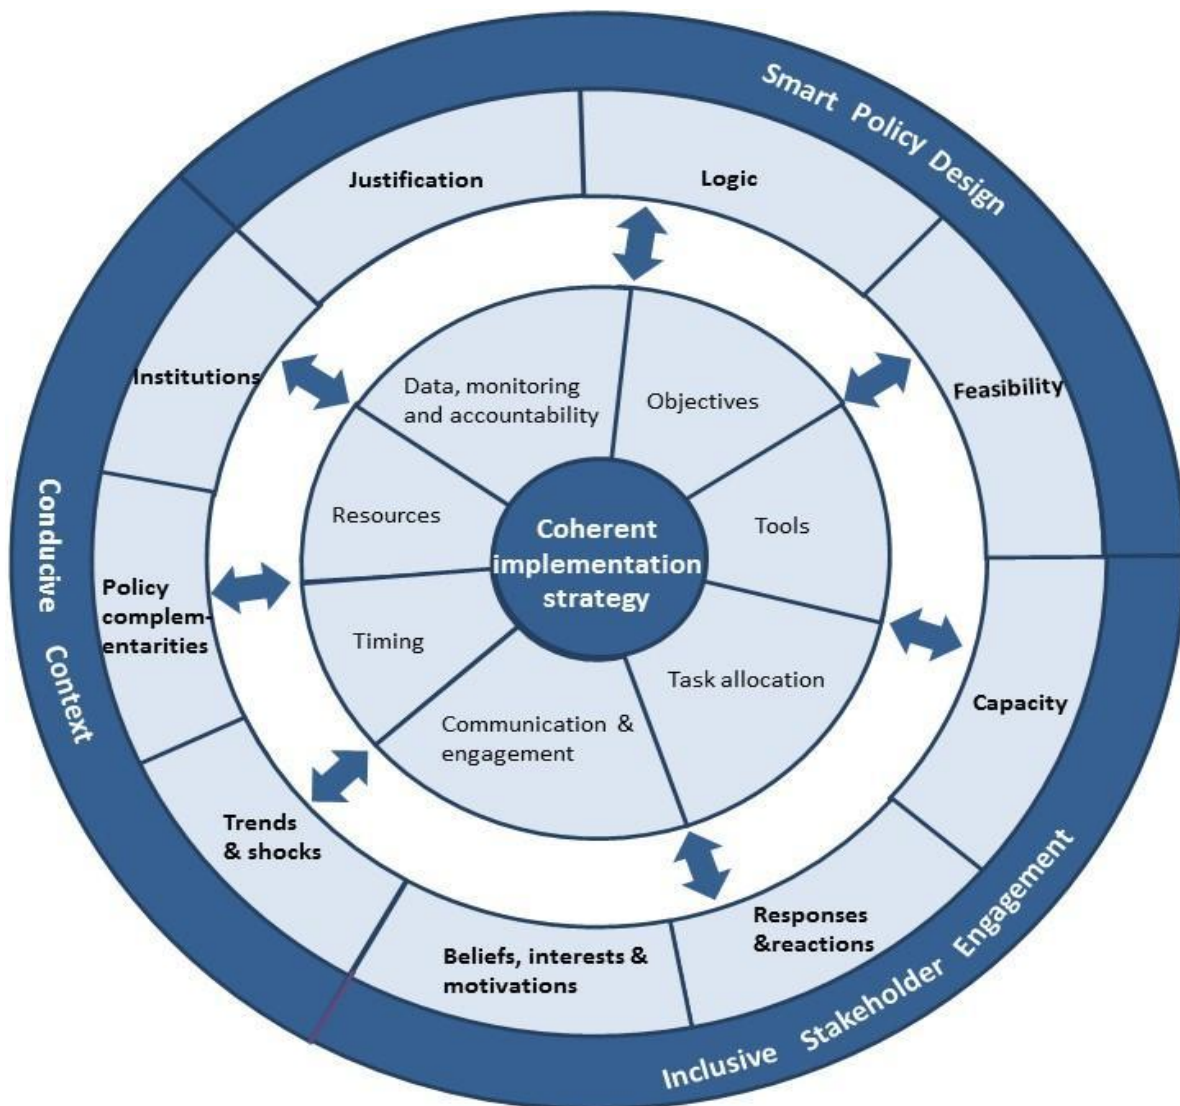 Smart Policy Design
Justification
Logic
Institutions
Feasibility
Data, monitoring
and accountability
Objectives
Resources
Tools
Coherent
implementation
strategy
Conducive Context
Policy
complem-
entarities
Timing
Task allocation
Capacity
Communication &
engagement
Trends
& shocks
Responses
&reactions
Beliefs, interests &
motivations
Inclusive Stakeholder Engagement